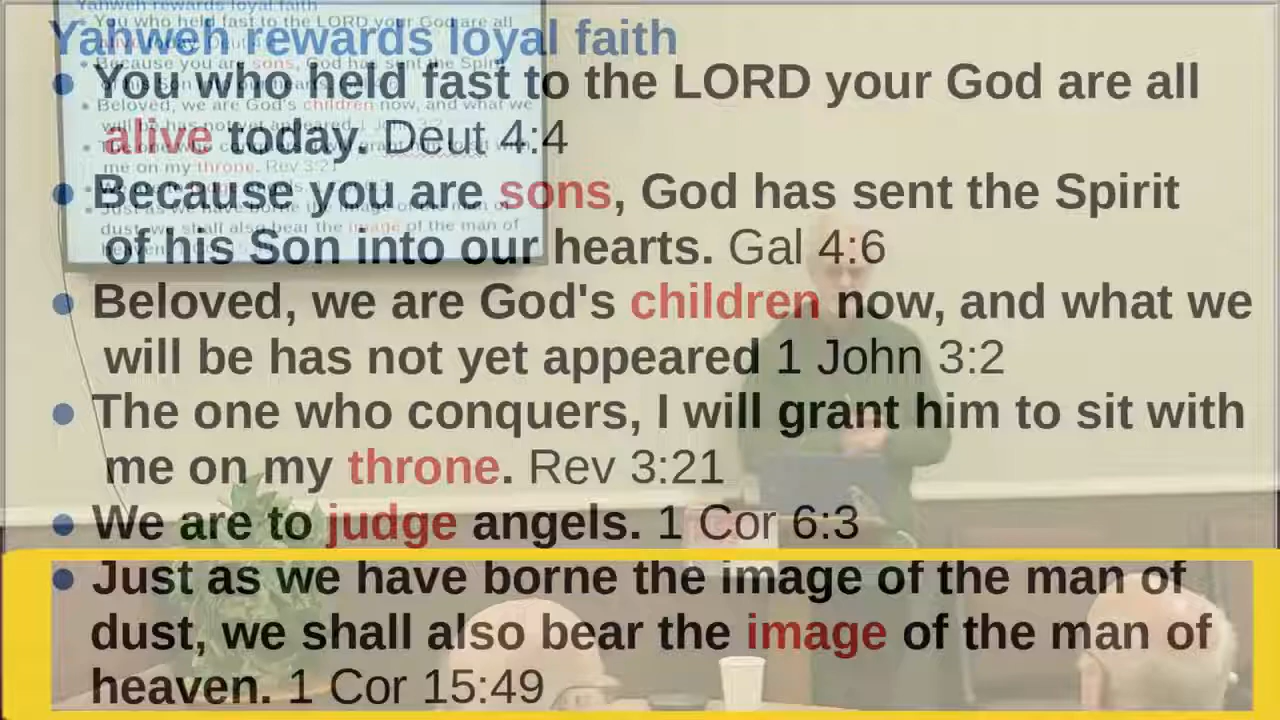 Yahweh rewards loyal faith
• You who held fast to the LORD your God are all
alive today. Deut 4:4
• Because you are sons, God has sent the Spirit
of his Son into our hearts. Gal 4:6
• Beloved, we are God's children now, and what we
will be has not yet appeared 1 John 3:2
• The one who conquers, I will grant him to sit with
me on my throne. Rev 3:21
• We are to judge angels. 1 Cor 6:3
• Just as we have borne the image of the man of
dust, we shall also bear the image of the man of
heaven. 1 Cor 15:49